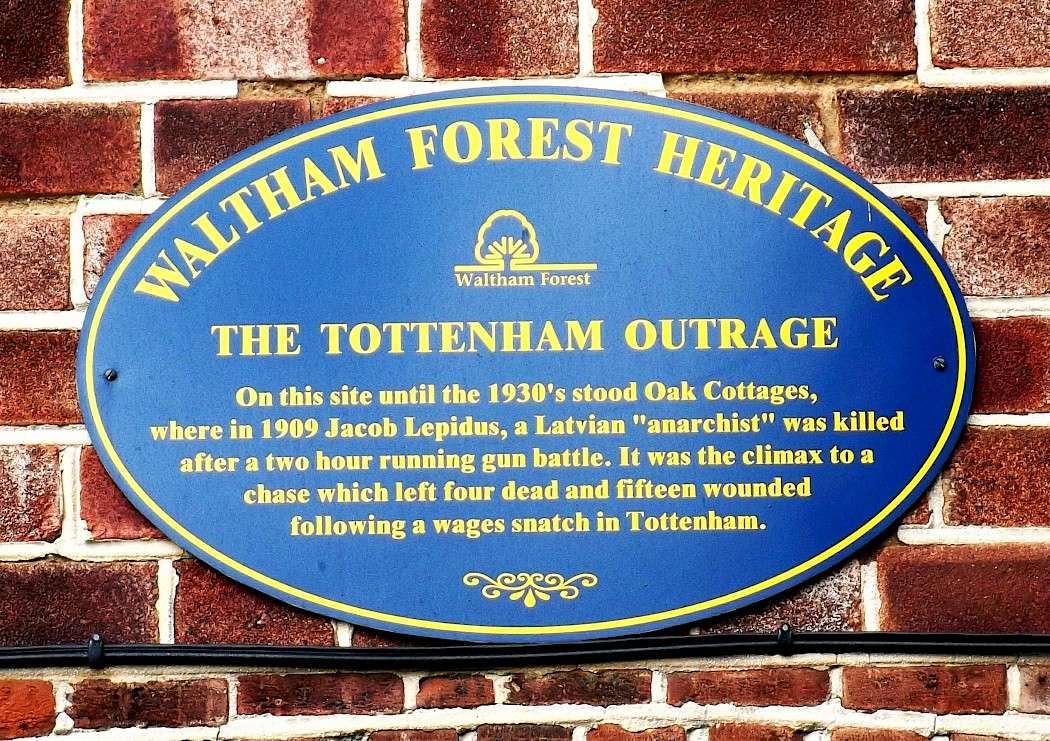 WALTHAM FOREST HERITAGE
Waltham Forest
THE TOTTENHAM OUTRAGE
On this site until the 1930's stood Oak Cottages,
where in 1909 Jacob Lepidus, a Latvian "anarchist" was killed
after a two hour running gun battle. It was the climax to a
chase which left four dead and fifteen wounded
following a wages snatch in Tottenham.